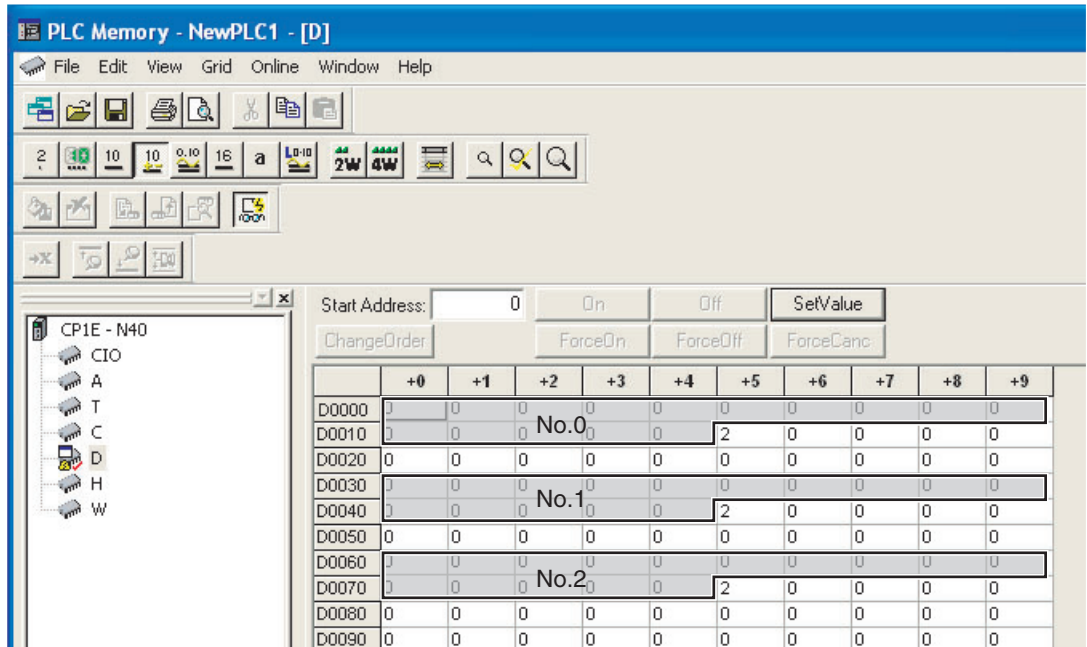 PLC Memory - NewPLC1 - [D]
File Edit View Grid Online Window Help
2 10 10 10 0.10 16 a L0-10 2W 4W
→X
Start Address: 0 On Off SetValue
ChangeOrder ForceOn ForceOff ForceCanc
CP1E - N40
CIO
A
T
C
D
H
W
+0 +1 +2 +3 +4 +5 +6 +7 +8 +9
D0000 0 0 0 0 0 0 0 0 0 0
No.0
D0010 0 0 0 0 0 2 0 0 0 0
D0020 0 0 0 0 0 0 0 0 0 0
D0030 0 0 0 0 0 0 0 0 0 0
No.1
D0040 0 0 0 0 0 2 0 0 0 0
D0050 0 0 0 0 0 0 0 0 0 0
D0060 0 0 0 0 0 0 0 0 0 0
No.2
D0070 0 0 0 0 0 2 0 0 0 0
D0080 0 0 0 0 0 0 0 0 0 0
D0090 0 0 0 0 0 0 0 0 0 0